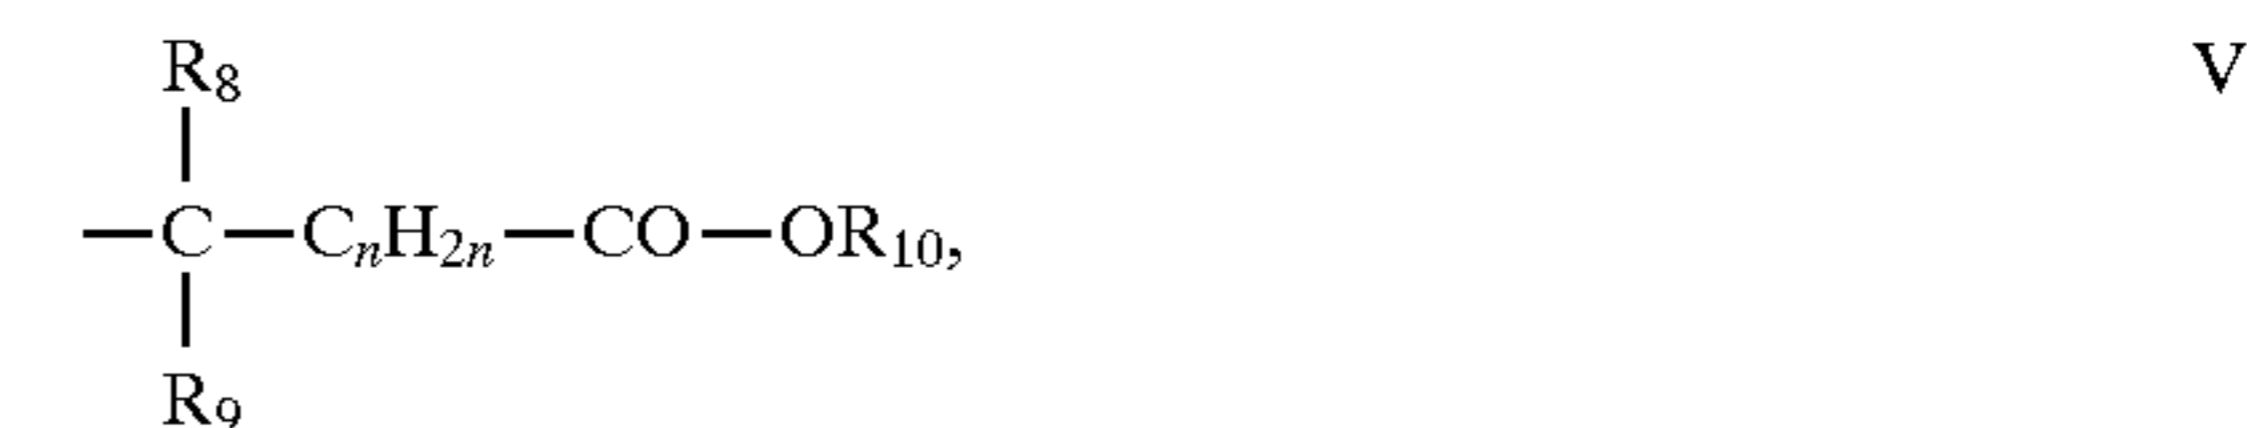 R8 V
—C—CnH2n—CO—OR10,
R9